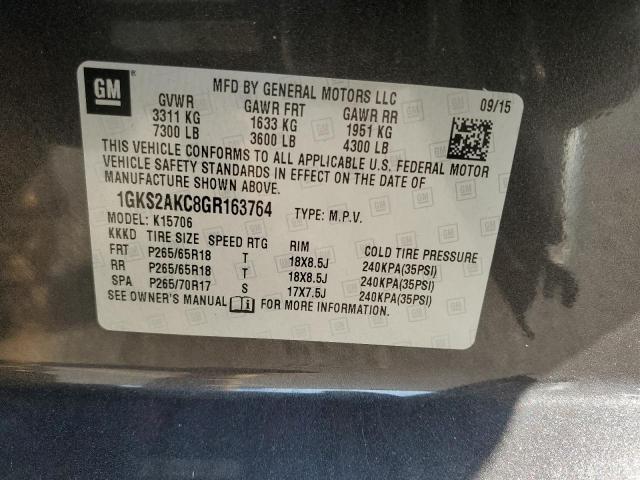 GM
MFD BY GENERAL MOTORS LLC
09/15
GVWR GAWR FRT GAWR RR
3311 KG 1633 KG 1951 KG
7300 LB 3600 LB 4300 LB
THIS VEHICLE CONFORMS TO ALL APPLICABLE U.S. FEDERAL MOTOR
VEHICLE SAFETY STANDARDS IN EFFECT ON THE DATE OF
MANUFACTURE SHOWN ABOVE.
1GKS2AKC8GR163764 TYPE: M.P.V.
MODEL: K15706
KKKD TIRE SIZE SPEED RTG RIM COLD TIRE PRESSURE
FRT P265/65R18 T 18X8.5J 240KPA(35PSI)
RR P265/65R18 T 18X8.5J 240KPA(35PSI)
SPA P265/70R17 S 17X7.5J 240KPA(35PSI)
SEE OWNER'S MANUAL FOR MORE INFORMATION.